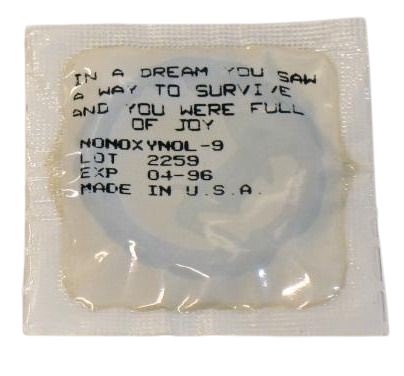 IN A DREAM YOU SAW
A WAY TO SURVIVE
AND YOU WERE FULL
OF JOY
NONOXYNOL-9
LOT 2259
EXP 04-96
MADE IN U.S.A.